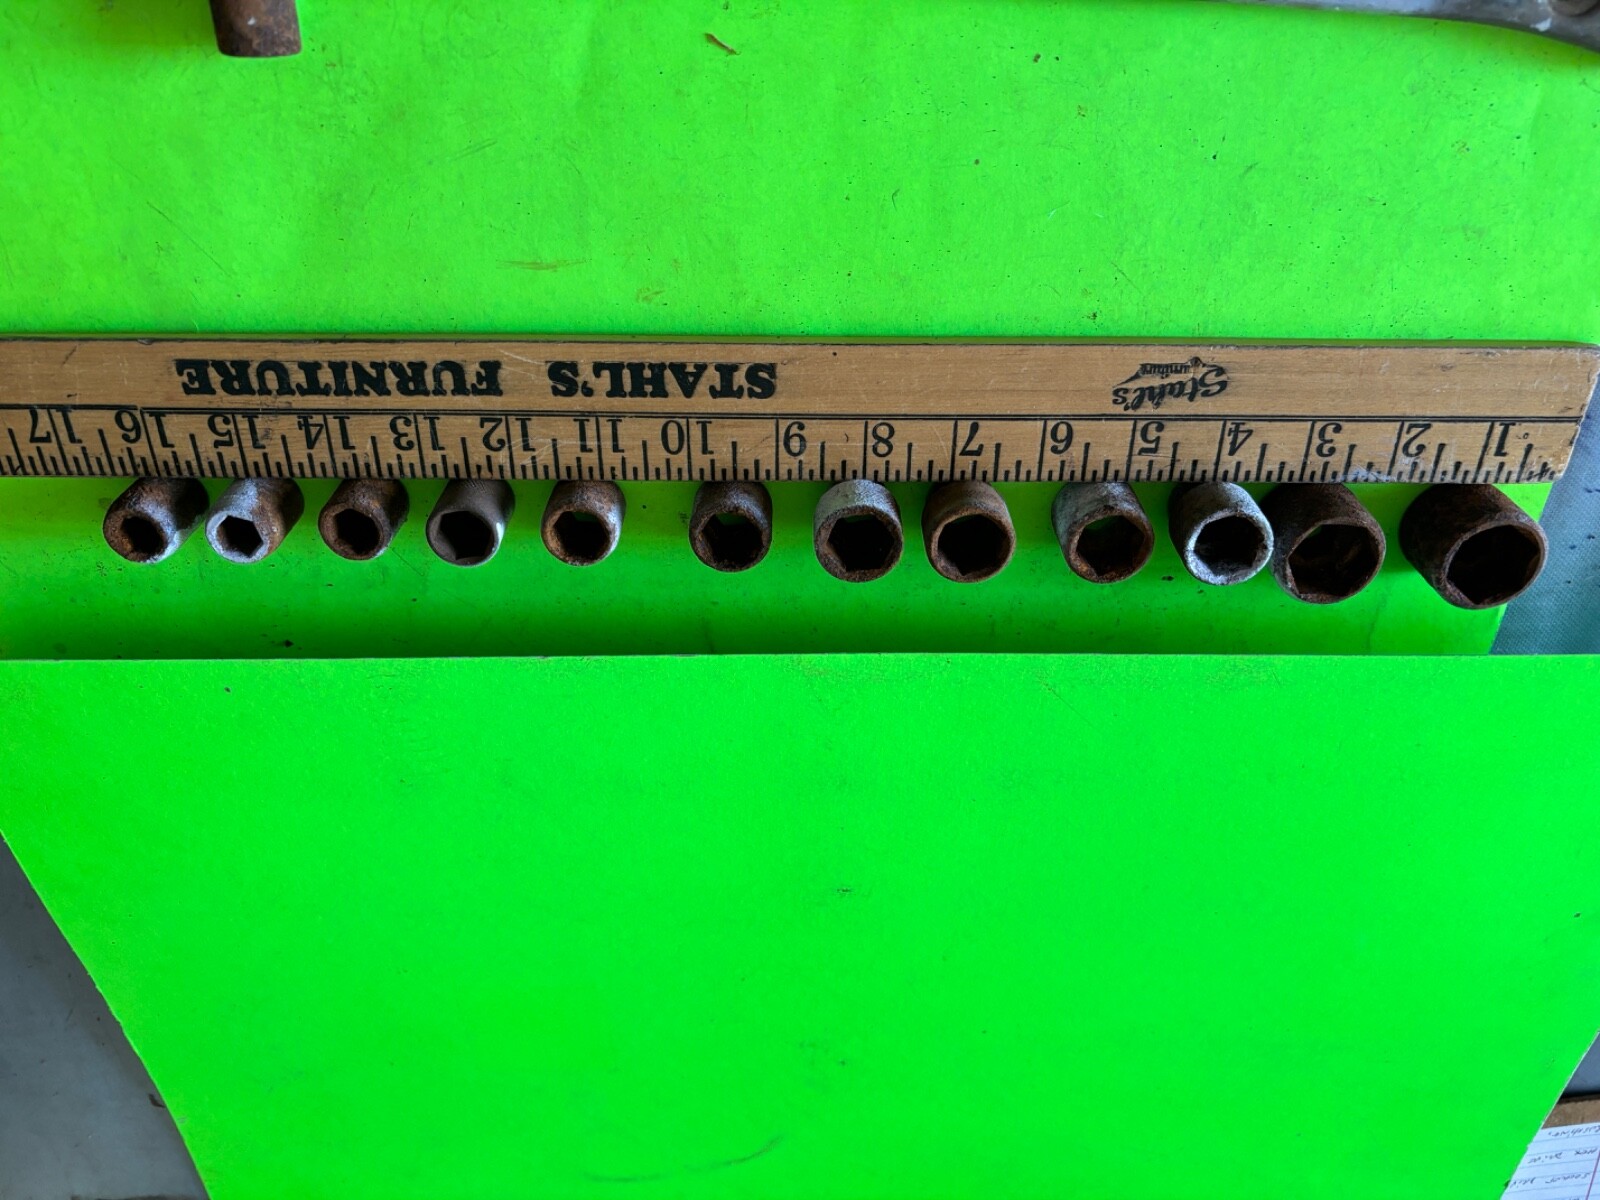 STAHL'S FURNITURE
Stahl's
Furniture
1 2 3 4 5 6 7 8 9 10 11 12 13 14 15 16 17